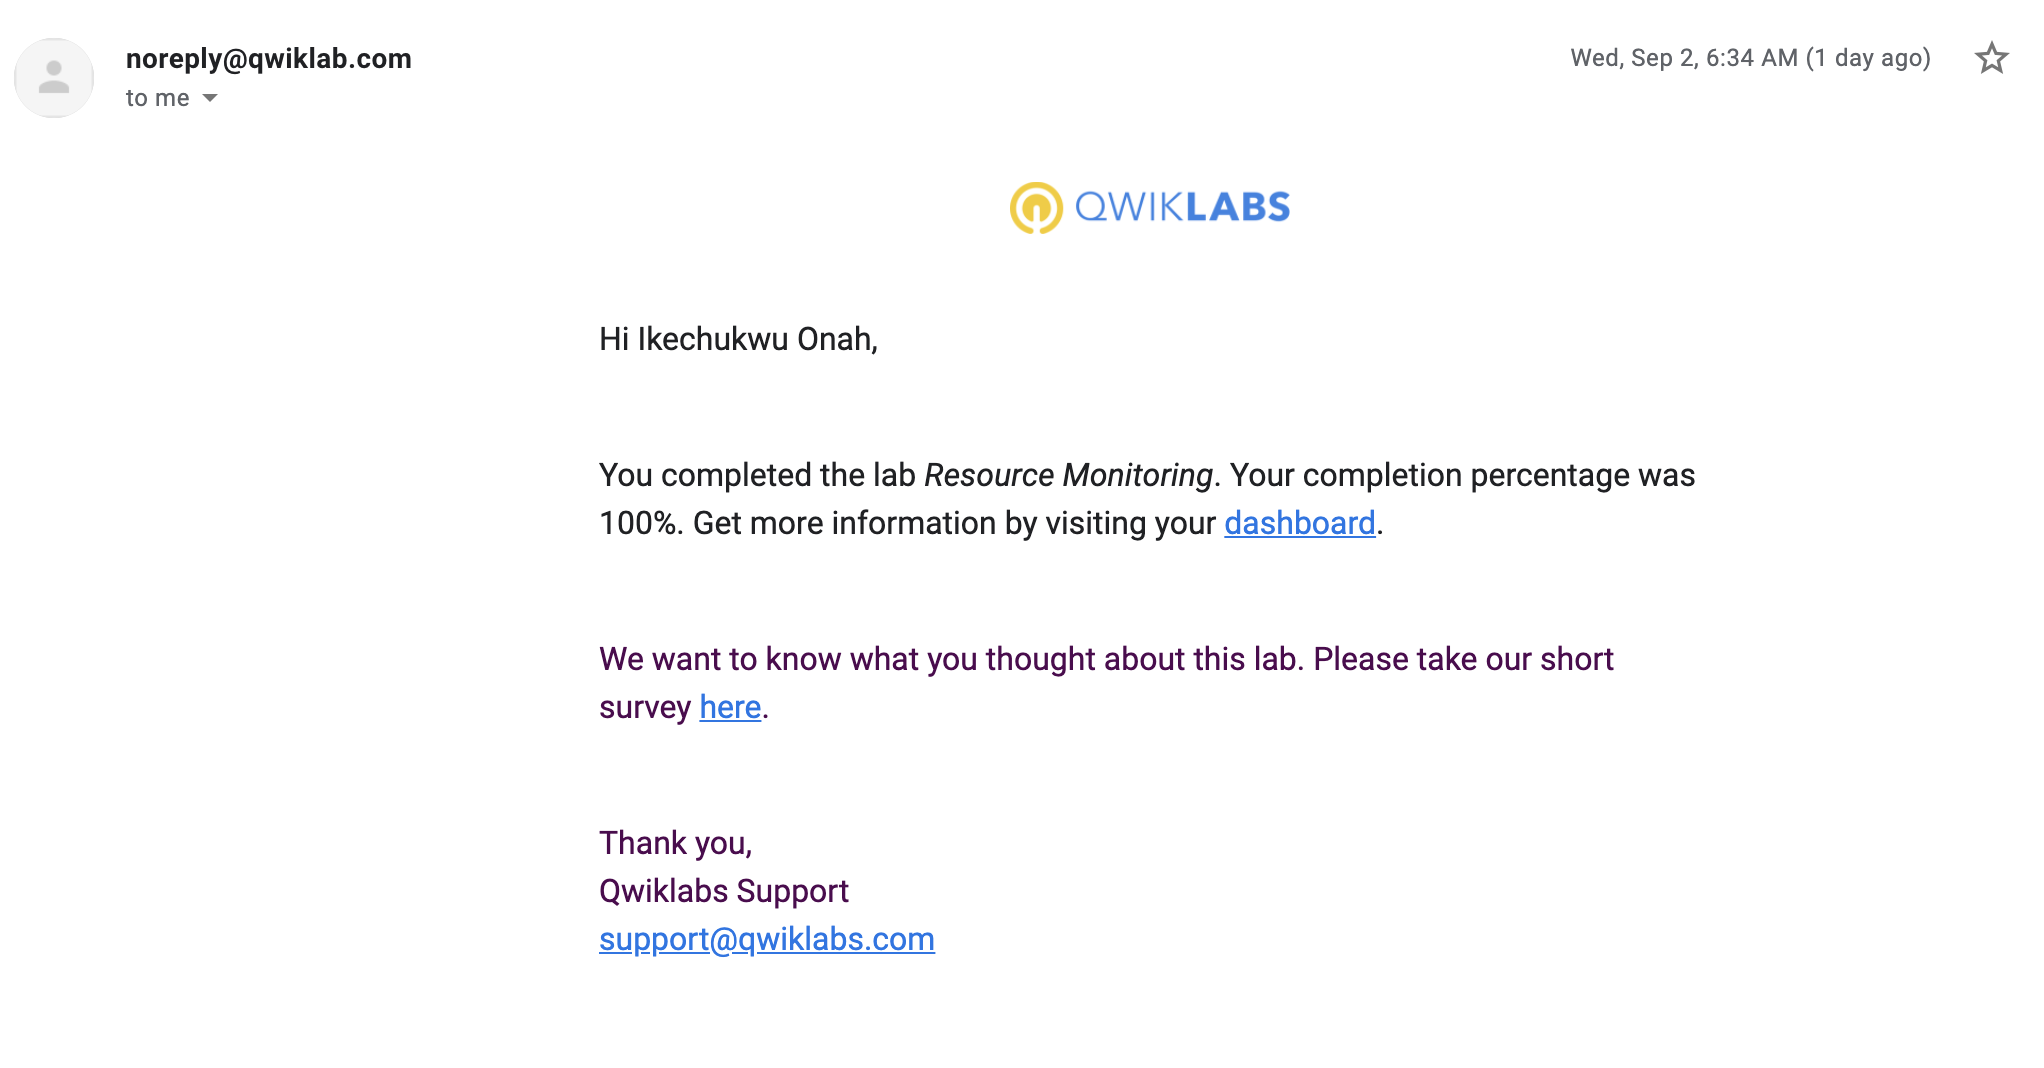 noreply@qwiklab.com
Wed, Sep 2, 6:34 AM (1 day ago)
to me
QWIKLABS
Hi Ikechukwu Onah,
You completed the lab Resource Monitoring. Your completion percentage was
100%. Get more information by visiting your dashboard.
We want to know what you thought about this lab. Please take our short
survey here.
Thank you,
Qwiklabs Support
support@qwiklabs.com